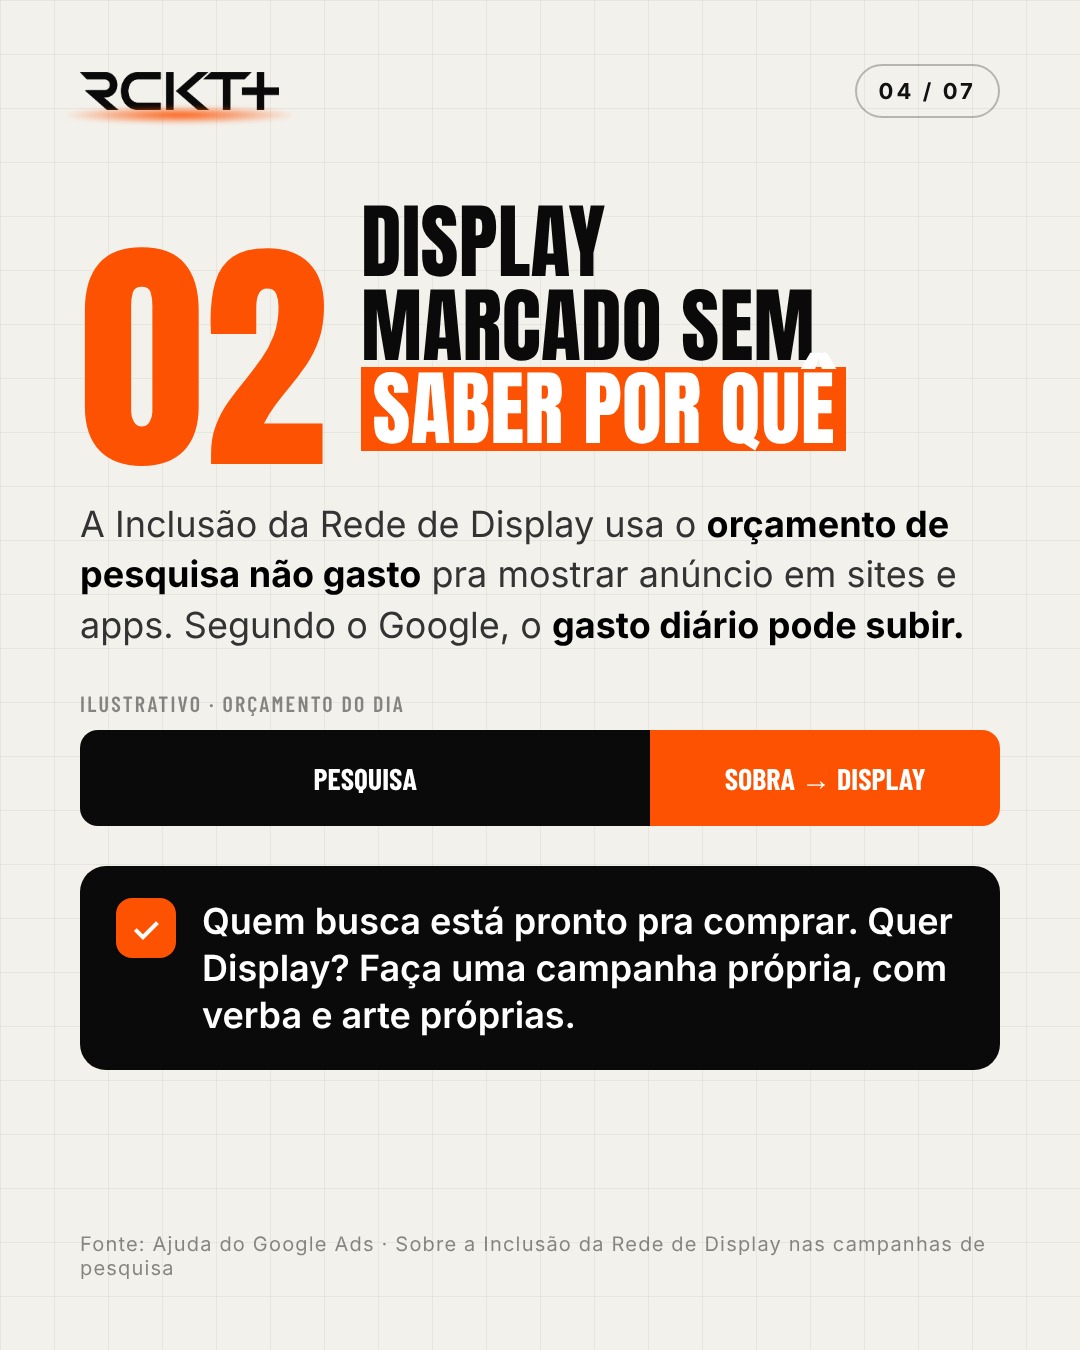 RCKT+
04 / 07
02
DISPLAY
MARCADO SEM
SABER POR QUÊ
A Inclusão da Rede de Display usa o orçamento de
pesquisa não gasto pra mostrar anúncio em sites e
apps. Segundo o Google, o gasto diário pode subir.
ILUSTRATIVO · ORÇAMENTO DO DIA
PESQUISA
SOBRA → DISPLAY
Quem busca está pronto pra comprar. Quer
Display? Faça uma campanha própria, com
verba e arte próprias.
Fonte: Ajuda do Google Ads · Sobre a Inclusão da Rede de Display nas campanhas de
pesquisa